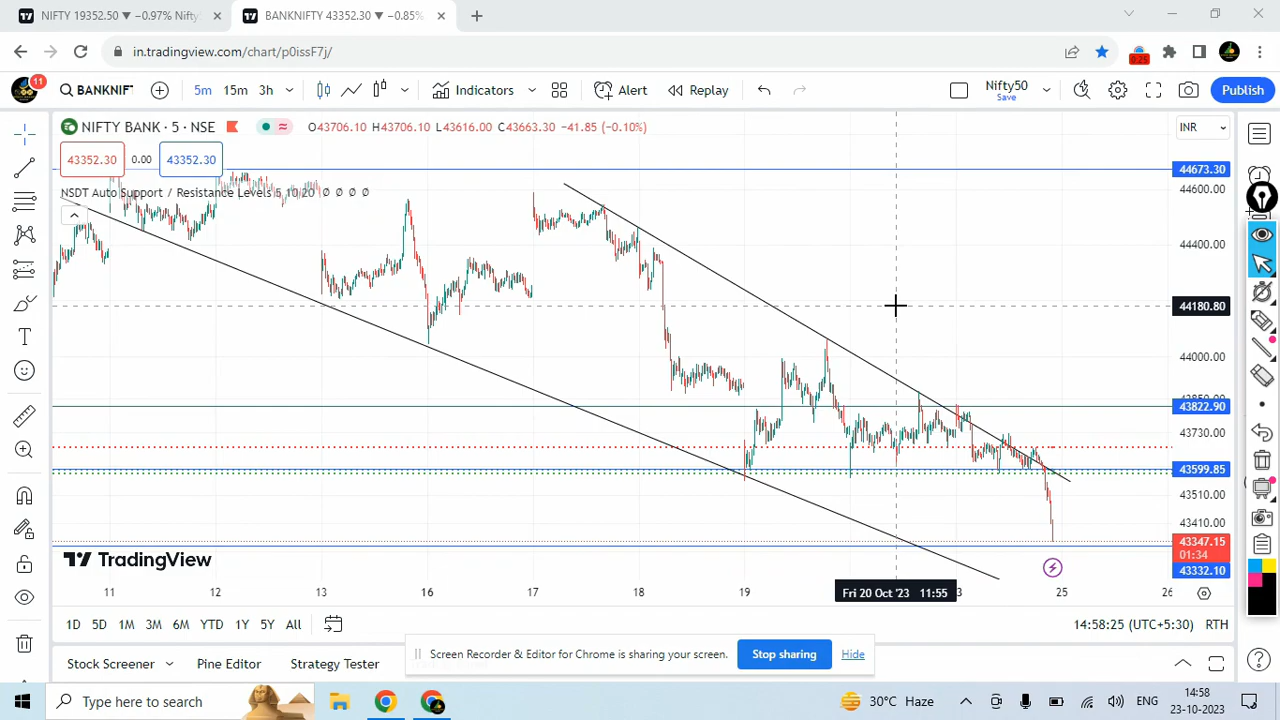 NIFTY 19352.50 ▼ −0.97% Nifty5
BANKNIFTY 43352.30 ▼ −0.85%
in.tradingview.com/chart/p0issF7j/
0:25
11
BANKNIF
5m 15m 3h
Indicators
Alert
Replay
Nifty50
Save
Publish
NIFTY BANK · 5 · NSE
O43706.10 H43706.10 L43616.00 C43663.30 -41.85 (-0.10%)
INR
43352.30 0.00 43352.30
NSDT Auto Support / Resistance Levels 5 10 20 ∅ ∅ ∅ ∅
44673.30
44600.00
44400.00
44180.80
44000.00
43850.00
43822.90
43730.00
43599.85
43510.00
43410.00
43347.15
01:34
43332.10
TradingView
11 12 13 16 17 18 19 Fri 20 Oct '23 11:55 3 25 26
1D 5D 1M 3M 6M YTD 1Y 5Y All
14:58:25 (UTC+5:30) RTH
Screen Recorder & Editor for Chrome is sharing your screen. Stop sharing Hide
Stock Screener Pine Editor Strategy Tester
Type here to search
30°C Haze
ENG
14:58
23-10-2023